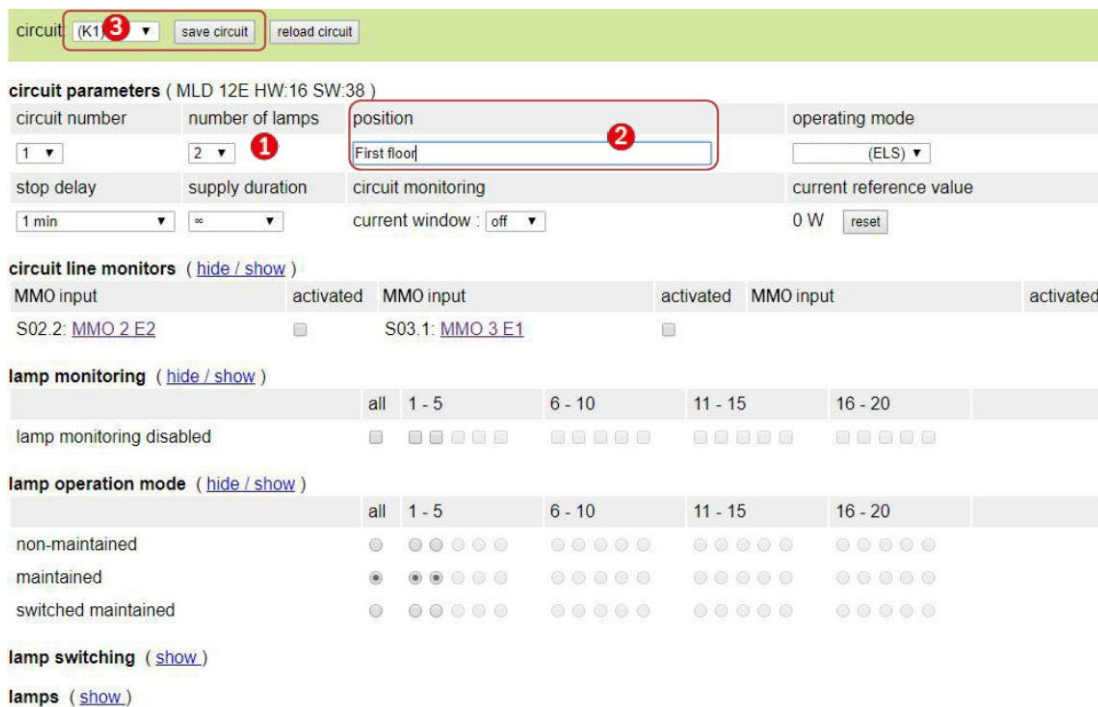 circuit: (K1) 3 ▼ save circuit reload circuit
circuit parameters ( MLD 12E HW:16 SW:38 )
circuit number number of lamps position operating mode
1 ▼ 2 ▼ 1 First floor 2 (ELS) ▼
stop delay supply duration circuit monitoring current reference value
1 min ▼ ∞ ▼ current window : off ▼ 0 W reset
circuit line monitors ( hide / show )
MMO input activated MMO input activated MMO input activated
S02.2: MMO 2 E2 S03.1: MMO 3 E1
lamp monitoring ( hide / show )
all 1 - 5 6 - 10 11 - 15 16 - 20
lamp monitoring disabled
lamp operation mode ( hide / show )
all 1 - 5 6 - 10 11 - 15 16 - 20
non-maintained
maintained
switched maintained
lamp switching ( show )
lamps ( show )